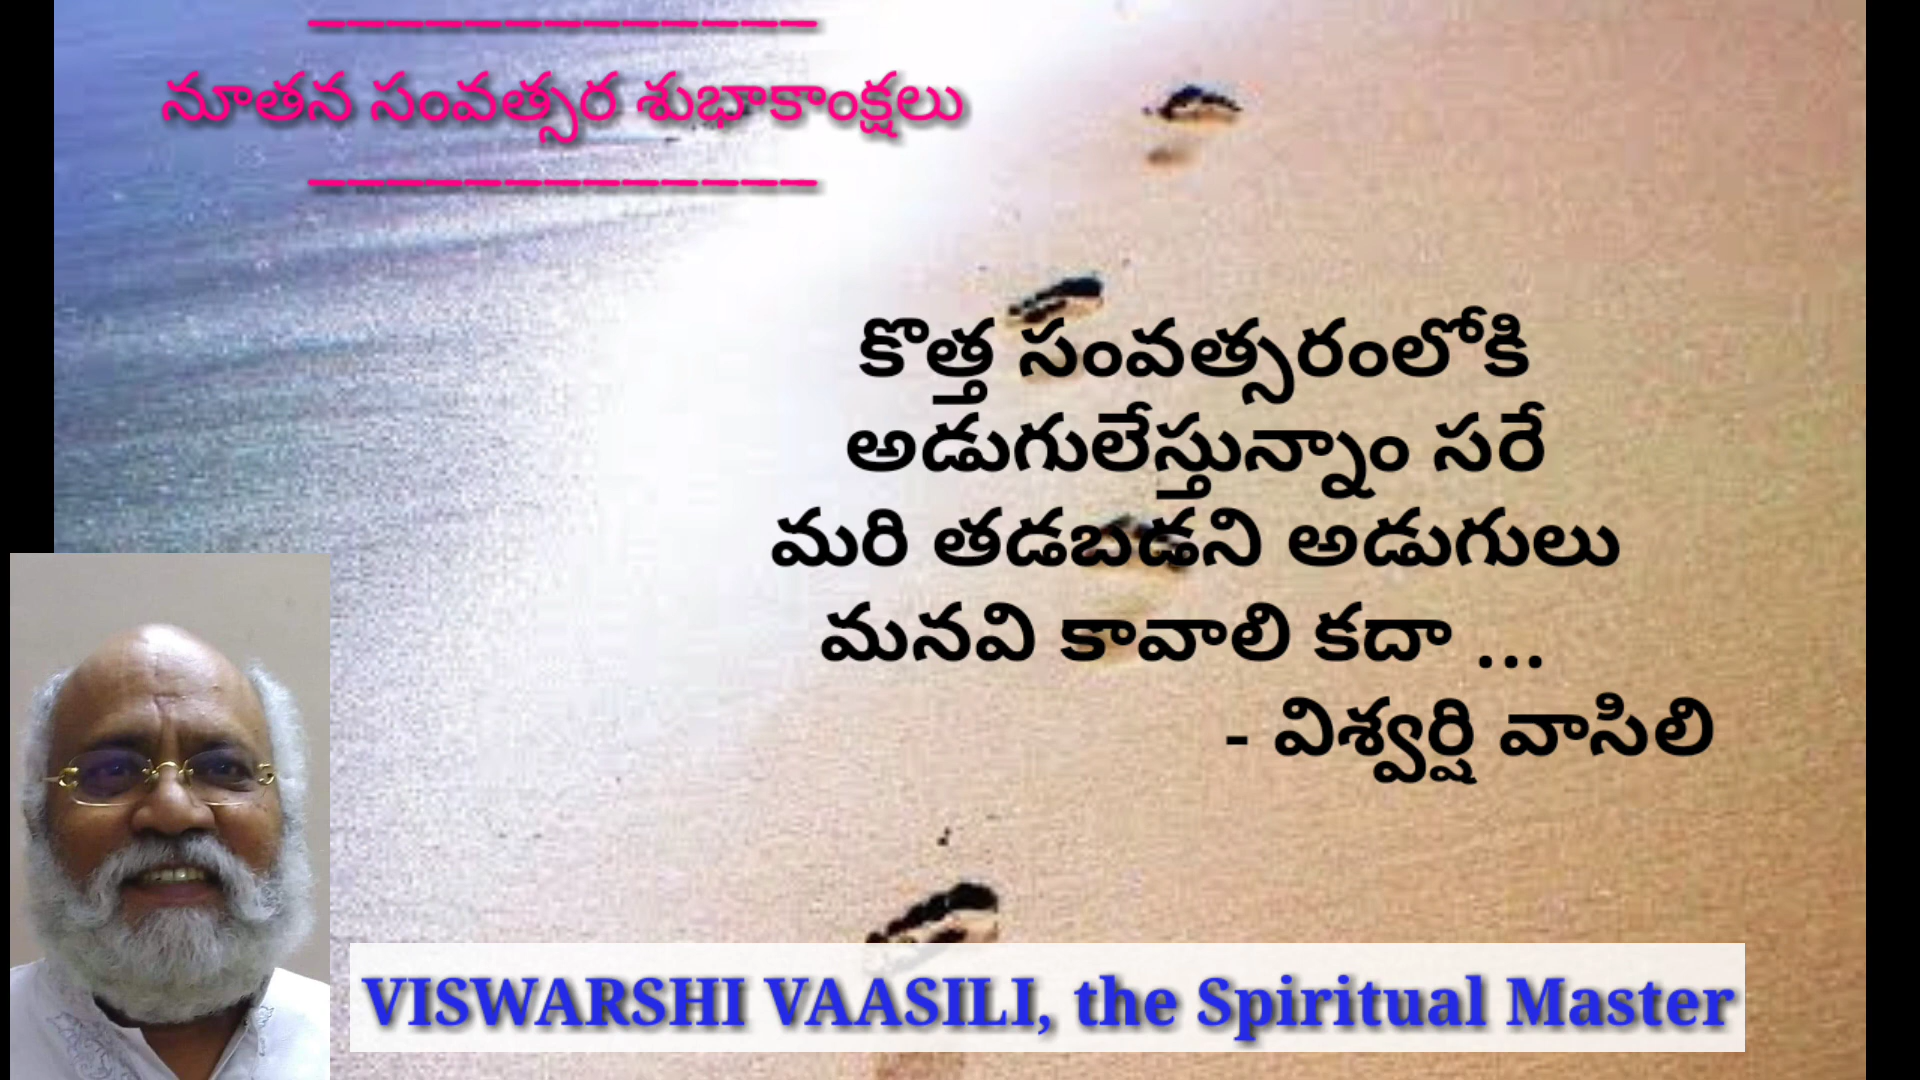 నూతన సంవత్సర శుభాకాంక్షలు
కొత్త సంవత్సరంలోకి
అడుగులేస్తున్నాం సరే
మరి తడబడని అడుగులు
మనవి కావాలి కదా ...
- విశ్వర్షి వాసిలి
VISWARSHI VAASILI, the Spiritual Master